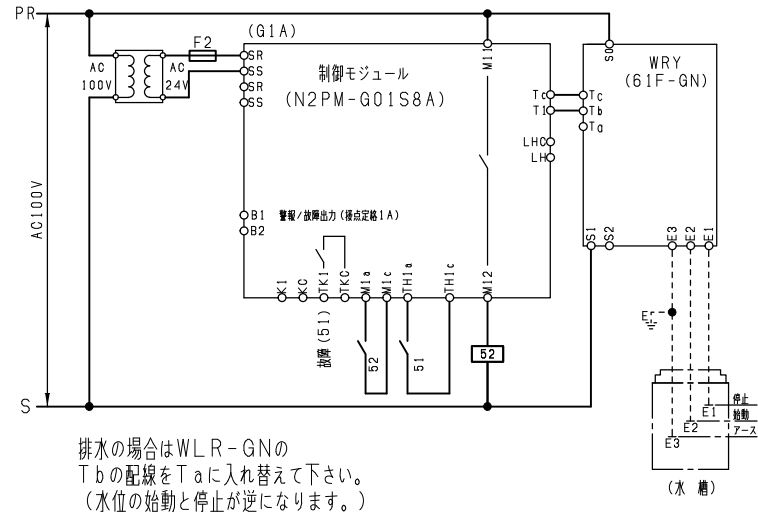 PR
(G1A)
F2
SR
SS
SR
SS
AC
100V
AC
24V
制御モジュール
(N2PM-G01S8A)
M11
S0
WRY
(61F-GN)
Tc
T1
LHC
LH
Tc
Tb
Ta
AC100V
B1 警報/故障出力(接点定格1A)
B2
S1
S2
E3
E2
E1
K1
KC
TK1
TKC
M1a
M1c
TH1a
TH1c
M12
故障(51)
52
51
52
E
S
E1
停止
始動
E2
アース
E3
(水 槽)
排水の場合はWLR-GNの
Tbの配線をTaに入れ替えて下さい。
(水位の始動と停止が逆になります。)